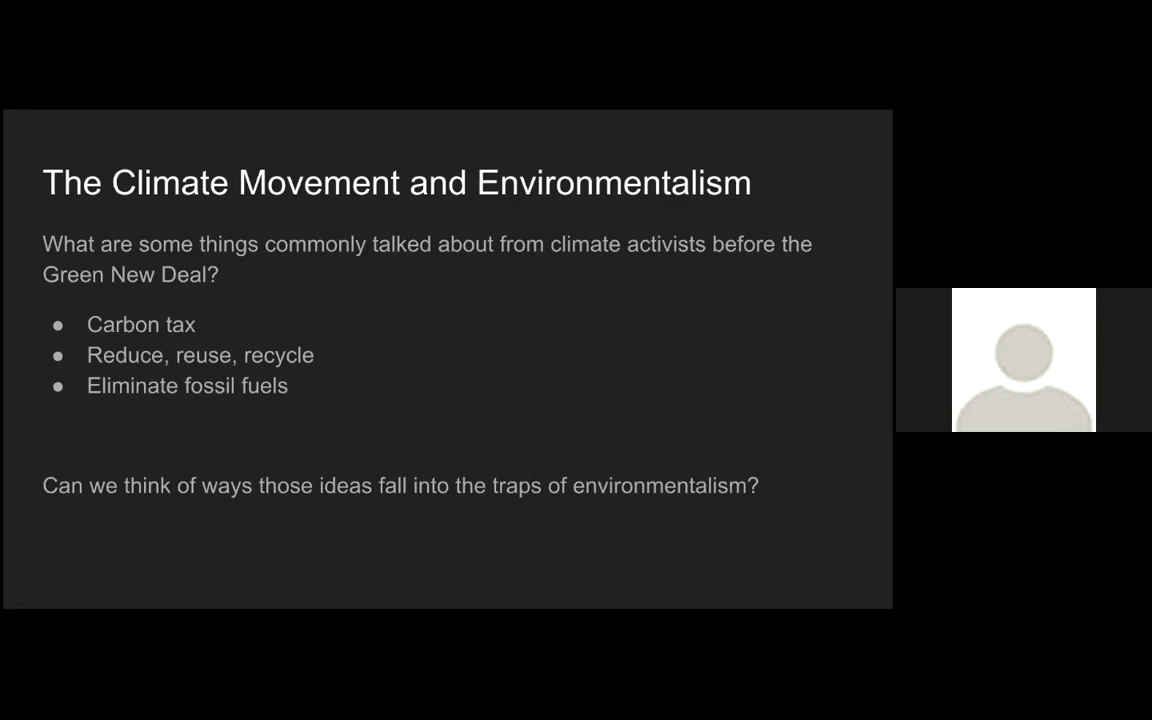 The Climate Movement and Environmentalism
What are some things commonly talked about from climate activists before the
Green New Deal?
● Carbon tax
● Reduce, reuse, recycle
● Eliminate fossil fuels
Can we think of ways those ideas fall into the traps of environmentalism?